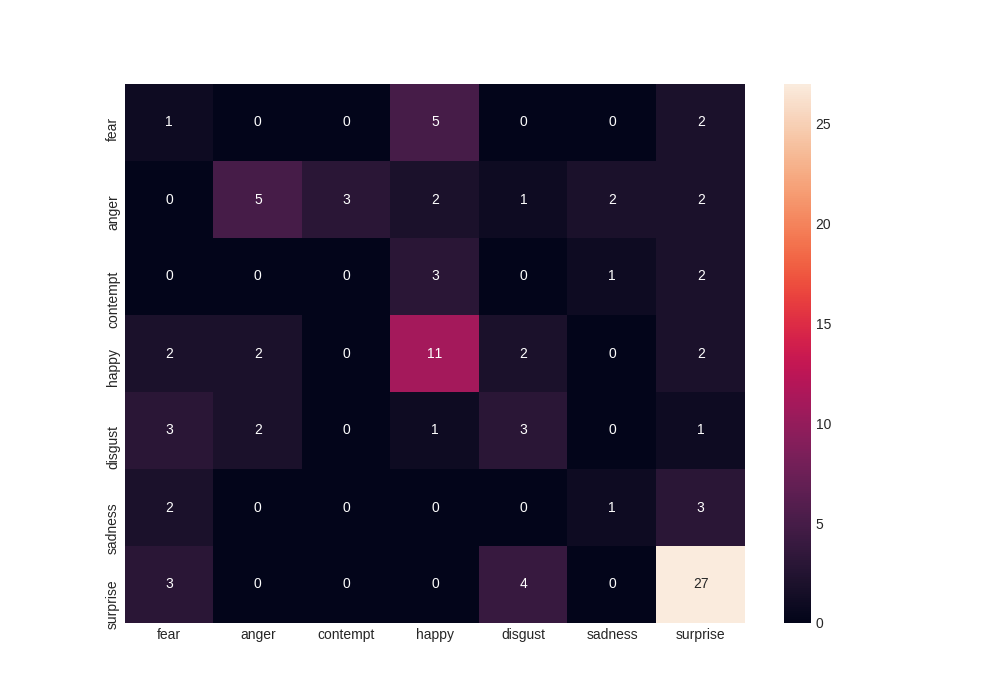 fear 1 0 0 5 0 0 2
anger 0 5 3 2 1 2 2
contempt 0 0 0 3 0 1 2
happy 2 2 0 11 2 0 2
disgust 3 2 0 1 3 0 1
sadness 2 0 0 0 0 1 3
surprise 3 0 0 0 4 0 27
fear anger contempt happy disgust sadness surprise
25
20
15
10
5
0